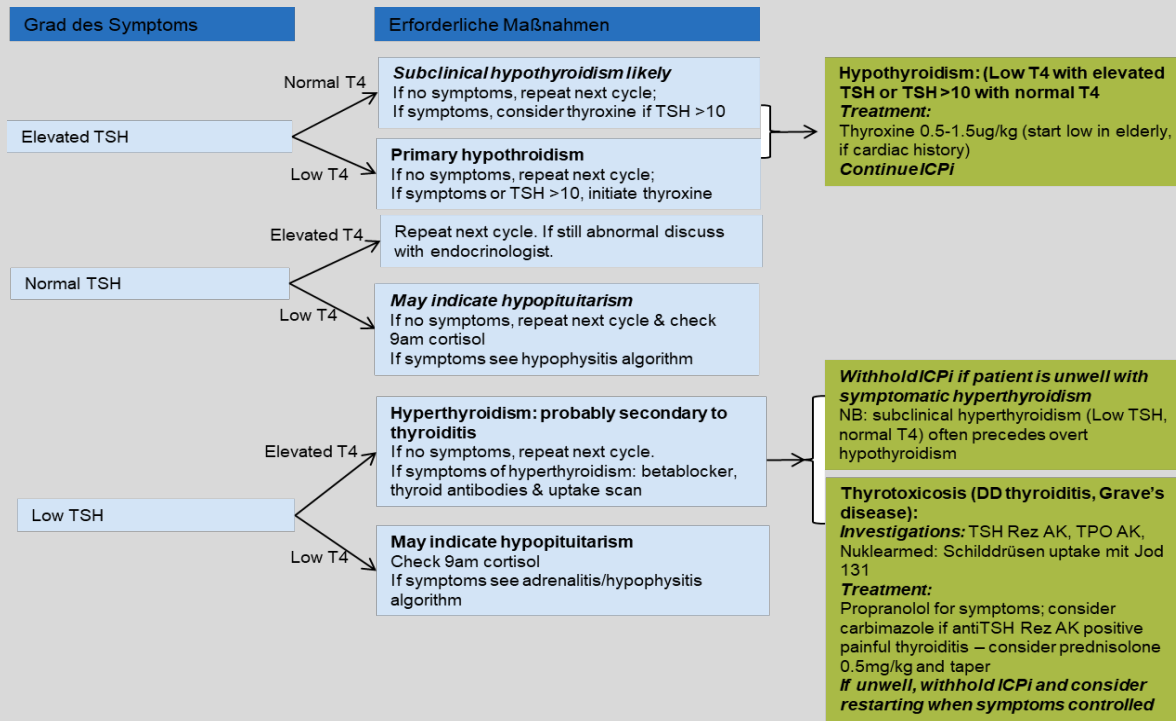 Grad des Symptoms
Erforderliche Maßnahmen
Elevated TSH
Normal T4
Subclinical hypothyroidism likely
If no symptoms, repeat next cycle;
If symptoms, consider thyroxine if TSH >10
Low T4
Primary hypothroidism
If no symptoms, repeat next cycle;
If symptoms or TSH >10, initiate thyroxine
Hypothyroidism: (Low T4 with elevated
TSH or TSH >10 with normal T4
Treatment:
Thyroxine 0.5-1.5ug/kg (start low in elderly,
if cardiac history)
Continue ICPi
Normal TSH
Elevated T4
Repeat next cycle. If still abnormal discuss
with endocrinologist.
Low T4
May indicate hypopituitarism
If no symptoms, repeat next cycle & check
9am cortisol
If symptoms see hypophysitis algorithm
Low TSH
Elevated T4
Hyperthyroidism: probably secondary to
thyroiditis
If no symptoms, repeat next cycle.
If symptoms of hyperthyroidism: betablocker,
thyroid antibodies & uptake scan
Low T4
May indicate hypopituitarism
Check 9am cortisol
If symptoms see adrenalitis/hypophysitis
algorithm
Withhold ICPi if patient is unwell with
symptomatic hyperthyroidism
NB: subclinical hyperthyroidism (Low TSH,
normal T4) often precedes overt
hypothyroidism
Thyrotoxicosis (DD thyroiditis, Grave's
disease):
Investigations: TSH Rez AK, TPO AK,
Nuklearmed: Schilddrüsen uptake mit Jod
131
Treatment:
Propranolol for symptoms; consider
carbimazole if antiTSH Rez AK positive
painful thyroiditis – consider prednisolone
0.5mg/kg and taper
If unwell, withhold ICPi and consider
restarting when symptoms controlled